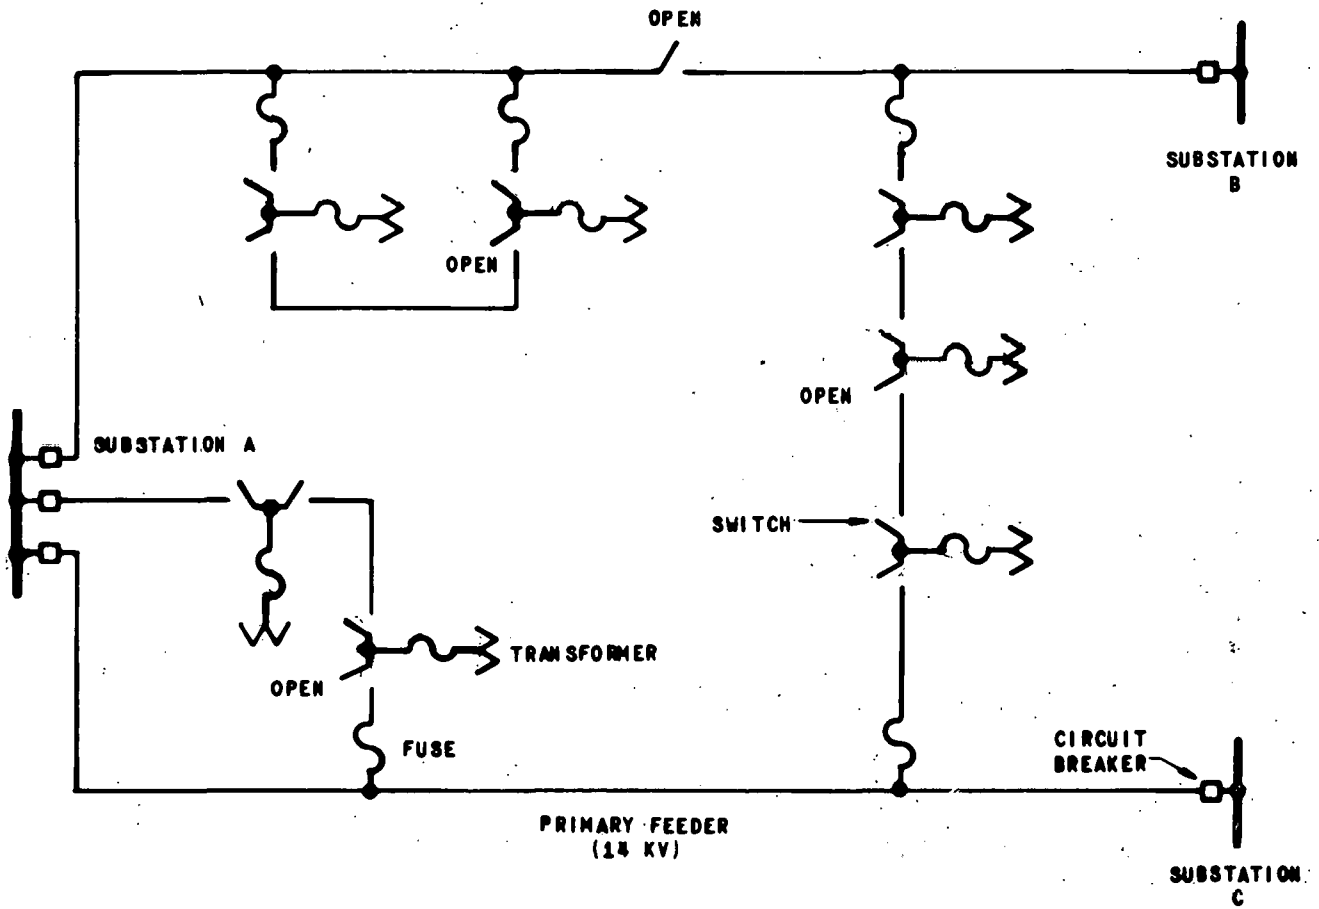 OPEN
SUBSTATION
B
OPEN
OPEN
SUBSTATION A
SWITCH
TRANSFORMER
OPEN
FUSE
CIRCUIT
BREAKER
PRIMARY FEEDER
(14 KV)
SUBSTATION
C